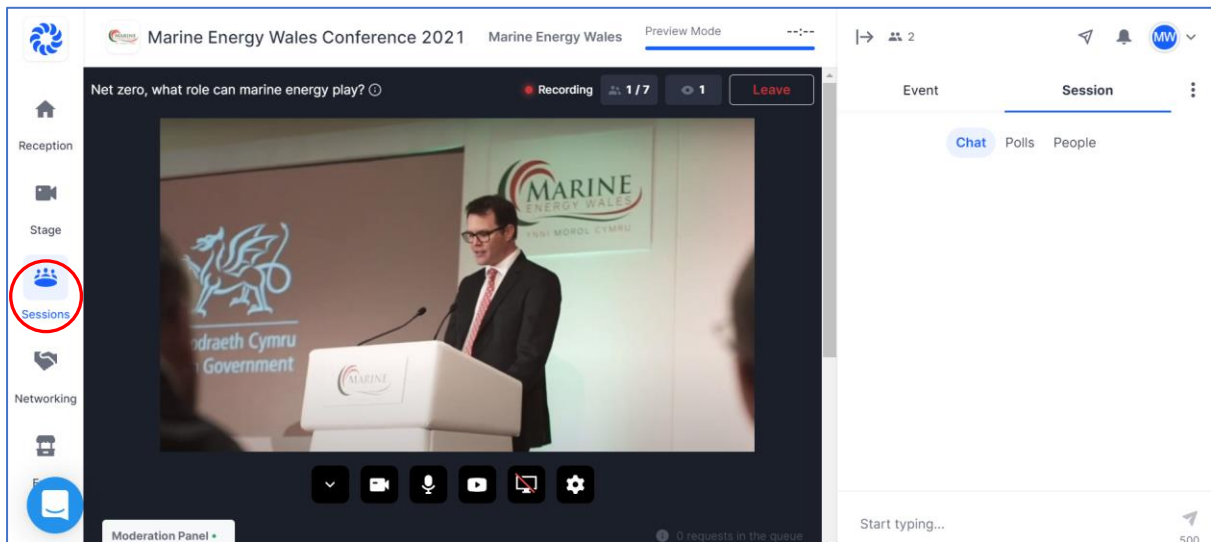 MARINE
Marine Energy Wales Conference 2021
Marine Energy Wales
Preview Mode
--:--
2
MW
Reception
Stage
Sessions
Networking
Net zero, what role can marine energy play?
Recording
1 / 7
1
Leave
MARINE
ENERGY WALES
YNNI MOROL CYMRU
odraeth Cymru
Government
MARINE
Moderation Panel
0 requests in the queue
Event
Session
Chat
Polls
People
Start typing...
500